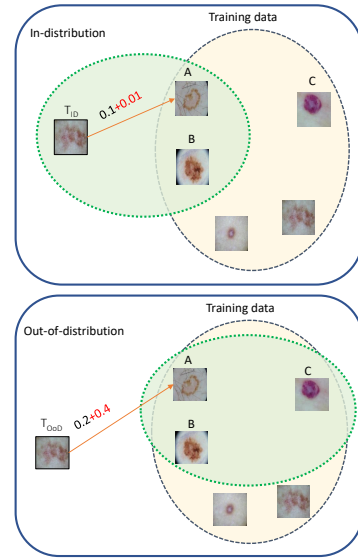 Training data
In-distribution
A
C
T_ID
0.1+0.01
B
Training data
Out-of-distribution
A
C
0.2+0.4
T_OoD
B